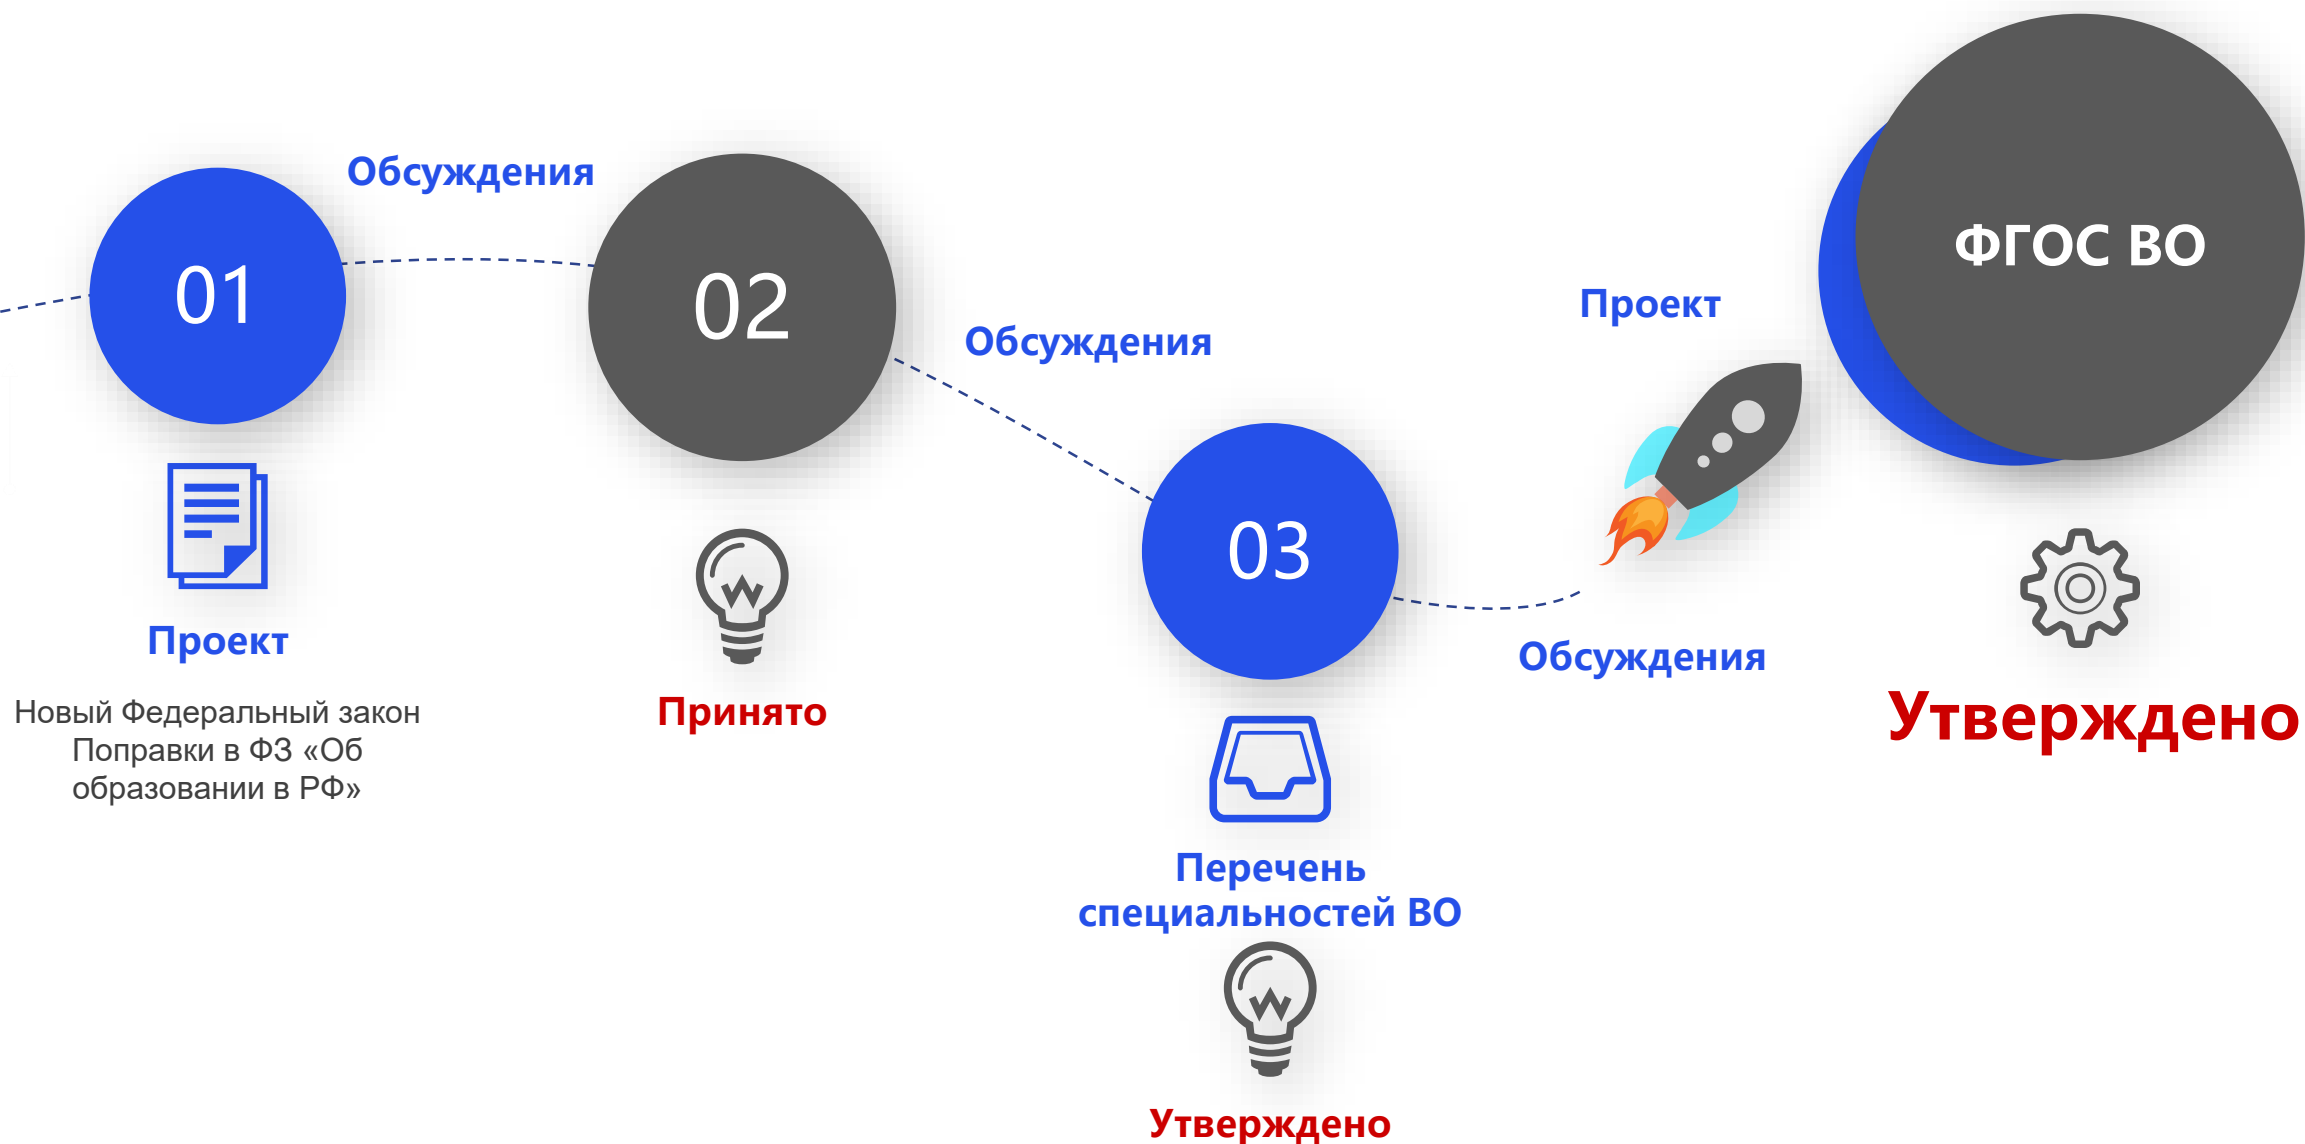 01
Проект
Новый Федеральный закон
Поправки в ФЗ «Об
образовании в РФ»
Обсуждения
02
Принято
Обсуждения
03
Перечень
специальностей ВО
Утверждено
Обсуждения
Проект
ФГОС ВО
Утверждено